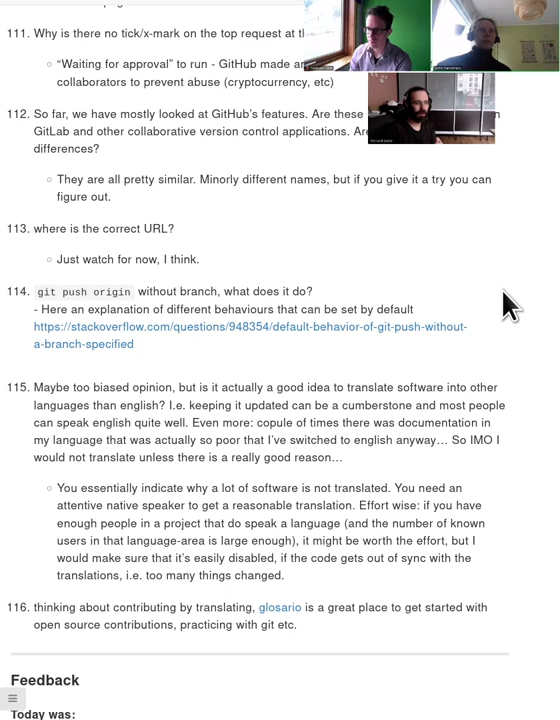 111. Why is there no tick/x-mark on the top request at
○ “Waiting for approval” to run - GitHub made
collaborators to prevent abuse (cryptocurrency, etc)
112. So far, we have mostly looked at GitHub’s features. Are these
GitLab and other collaborative version control applications.
differences?
○ They are all pretty similar. Minorly different names, but if you give it a try you can
figure out.
113. where is the correct URL?
○ Just watch for now, I think.
114. git push origin without branch, what does it do?
- Here an explanation of different behaviours that can be set by default
https://stackoverflow.com/questions/948354/default-behavior-of-git-push-without-
a-branch-specified
115. Maybe too biased opinion, but is it actually a good idea to translate software into other
languages than english? I.e. keeping it updated can be a cumberstone and most people
can speak english quite well. Even more: copule of times there was documentation in
my language that was actually so poor that I’ve switched to english anyway... So IMO I
would not translate unless there is a really good reason...
○ You essentially indicate why a lot of software is not translated. You need an
attentive native speaker to get a reasonable translation. Effort wise: if you have
enough people in a project that do speak a language (and the number of known
users in that language-area is large enough), it might be worth the effort, but I
would make sure that it’s easily disabled, if the code gets out of sync with the
translations, i.e. too many things changed.
116. thinking about contributing by translating, glosario is a great place to get started with
open source contributions, practicing with git etc.
Feedback
Today was: